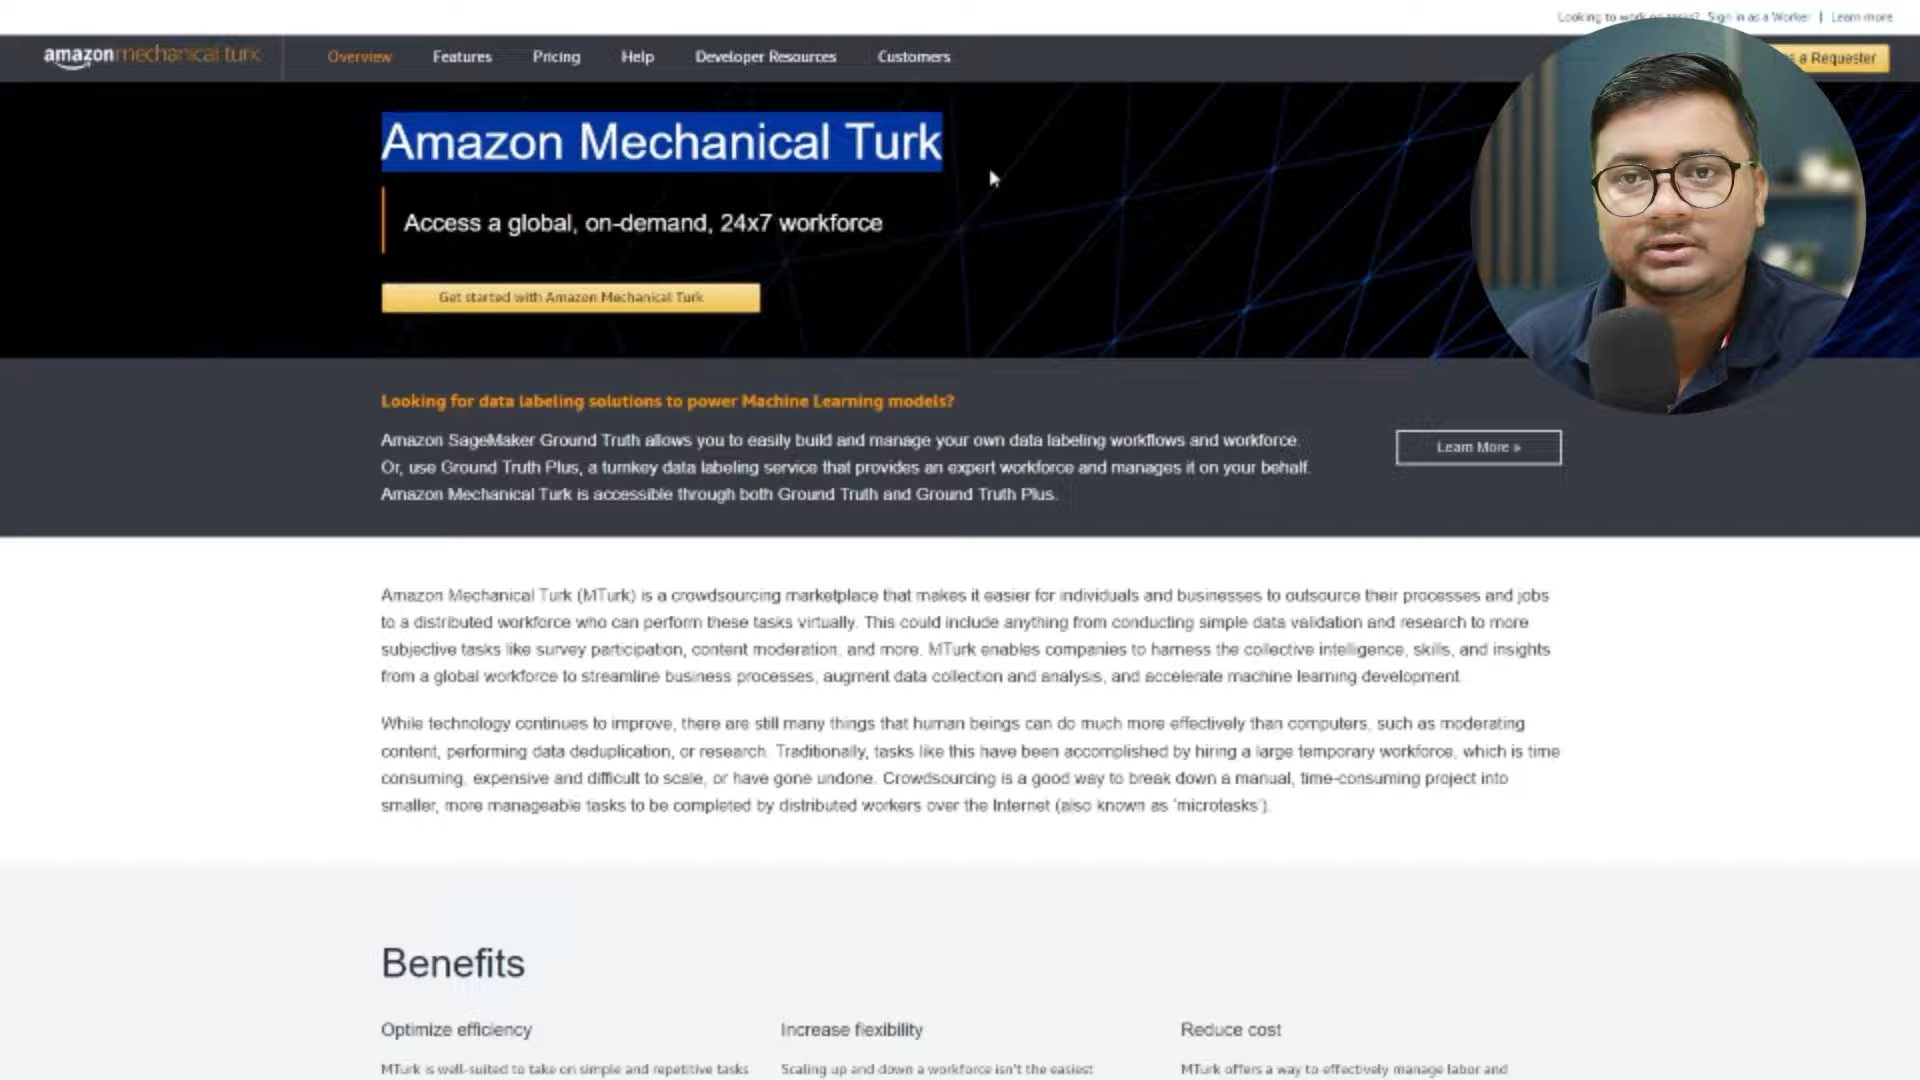 Looking to work on tasks? Sign in as a Worker | Learn more
amazon mechanical turk
Overview Features Pricing Help Developer Resources Customers
a Requester
Amazon Mechanical Turk
Access a global, on-demand, 24x7 workforce
Get started with Amazon Mechanical Turk
Looking for data labeling solutions to power Machine Learning models?
Amazon SageMaker Ground Truth allows you to easily build and manage your own data labeling workflows and workforce.
Or, use Ground Truth Plus, a turnkey data labeling service that provides an expert workforce and manages it on your behalf.
Amazon Mechanical Turk is accessible through both Ground Truth and Ground Truth Plus.
Learn More »
Amazon Mechanical Turk (MTurk) is a crowdsourcing marketplace that makes it easier for individuals and businesses to outsource their processes and jobs
to a distributed workforce who can perform these tasks virtually. This could include anything from conducting simple data validation and research to more
subjective tasks like survey participation, content moderation, and more. MTurk enables companies to harness the collective intelligence, skills, and insights
from a global workforce to streamline business processes, augment data collection and analysis, and accelerate machine learning development.
While technology continues to improve, there are still many things that human beings can do much more effectively than computers, such as moderating
content, performing data deduplication, or research. Traditionally, tasks like this have been accomplished by hiring a large temporary workforce, which is time
consuming, expensive and difficult to scale, or have gone undone. Crowdsourcing is a good way to break down a manual, time-consuming project into
smaller, more manageable tasks to be completed by distributed workers over the Internet (also known as 'microtasks').
Benefits
Optimize efficiency
MTurk is well-suited to take on simple and repetitive tasks
Increase flexibility
Scaling up and down a workforce isn't the easiest
Reduce cost
MTurk offers a way to effectively manage labor and